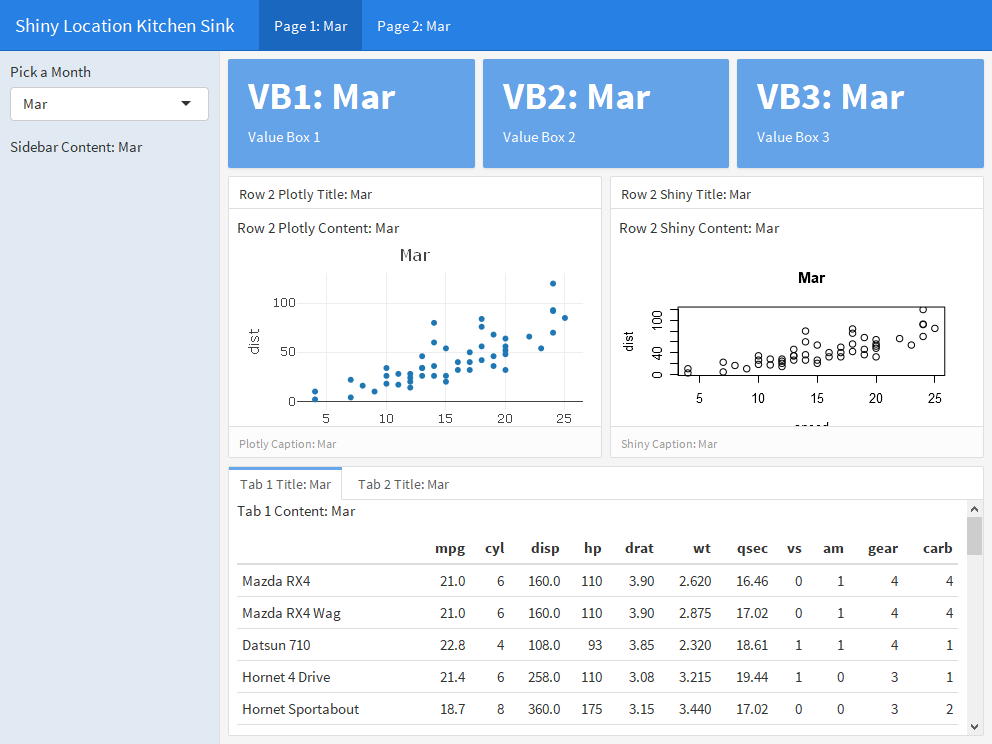 Shiny Location Kitchen Sink Page 1: Mar Page 2: Mar
Pick a Month
Mar
Sidebar Content: Mar
VB1: Mar
Value Box 1
VB2: Mar
Value Box 2
VB3: Mar
Value Box 3
Row 2 Plotly Title: Mar
Row 2 Plotly Content: Mar
Mar
100
50
0
dist
5 10 15 20 25
Plotly Caption: Mar
Row 2 Shiny Title: Mar
Row 2 Shiny Content: Mar
Mar
100
40
0
dist
5 10 15 20 25
Shiny Caption: Mar
Tab 1 Title: Mar Tab 2 Title: Mar
Tab 1 Content: Mar
mpg cyl disp hp drat wt qsec vs am gear carb
Mazda RX4 21.0 6 160.0 110 3.90 2.620 16.46 0 1 4 4
Mazda RX4 Wag 21.0 6 160.0 110 3.90 2.875 17.02 0 1 4 4
Datsun 710 22.8 4 108.0 93 3.85 2.320 18.61 1 1 4 1
Hornet 4 Drive 21.4 6 258.0 110 3.08 3.215 19.44 1 0 3 1
Hornet Sportabout 18.7 8 360.0 175 3.15 3.440 17.02 0 0 3 2